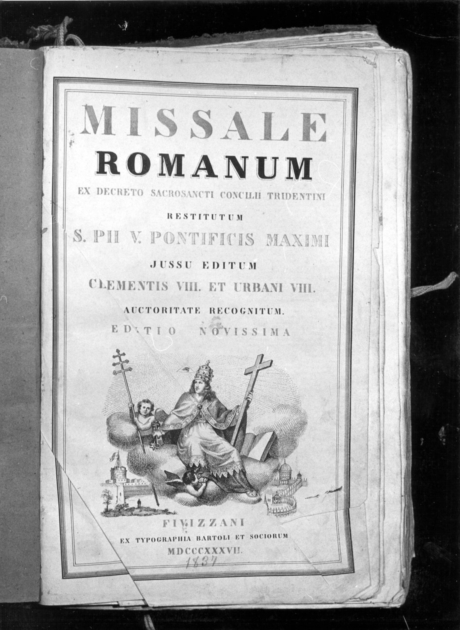 MISSALE
ROMANUM
EX DECRETO SACROSANCTI CONCILII TRIDENTINI
RESTITUTUM
S. PII V. PONTIFICIS MAXIMI
JUSSU EDITUM
CLEMENTIS VIII. ET URBANI VIII.
AUCTORITATE RECOGNITUM.
EDITIO NOVISSIMA
FIVIZZANI
EX TYPOGRAPHIA BARTOLI ET SOCIORUM
MDCCCXXXVII.
1837